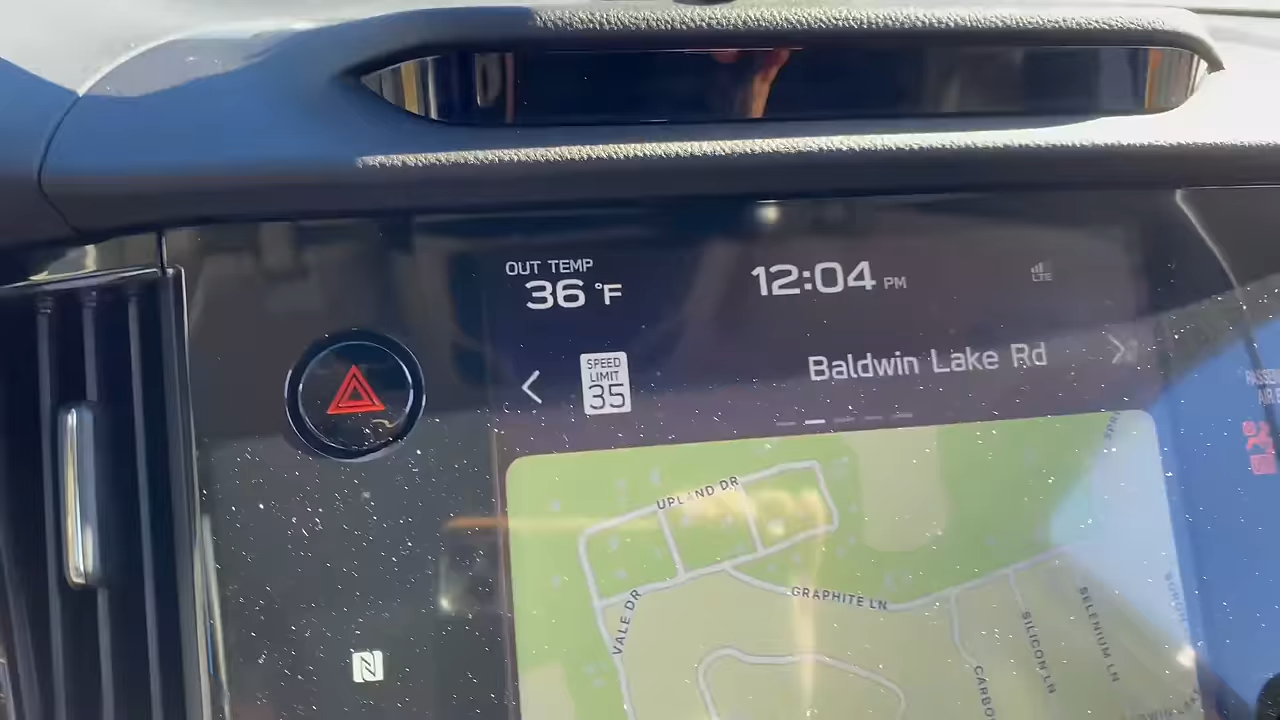 OUT TEMP
36 °F
12:04 PM
LTE
SPEED
LIMIT
35
Baldwin Lake Rd
UPLAND DR
VALE DR
GRAPHITE LN
SILICON LN
SELENIUM LN